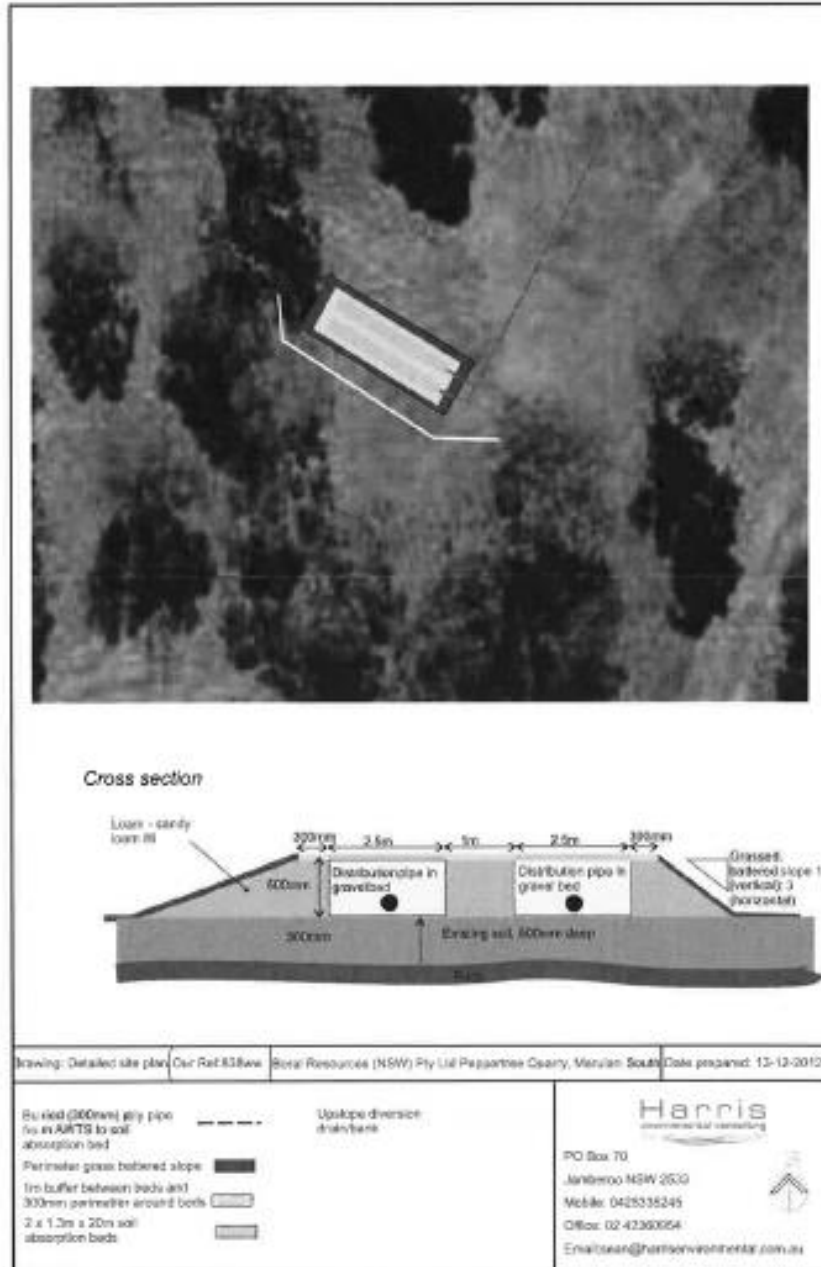 Cross section
Loam - sandy
loam fill
300mm
2.5m
1m
2.5m
300mm
600mm
Distribution pipe in
gravel bed
Distribution pipe in
gravel bed
Grassed,
battered slope 1
(vertical): 3
(horizontal)
Existing soil, 600mm deep
Drawing: Detailed site plan
Our Ref:838ww
Boral Resources (NSW) Pty Ltd Peppertree Quarry, Marulan South
Date prepared: 12-12-2012
Buried (300mm) poly pipe
from AWTS to soil
absorption bed
Upslope diversion
drain/bank
Perimeter grass battered slope
1m buffer between beds and
300mm perimeter around beds
2 x 1.3m x 20m soil
absorption beds
Harris
environmental consulting
PO Box 70
Jamberoo NSW 2533
Mobile: 0428335245
Office: 02 42360954
Email:sean@harrisenvironmental.com.au